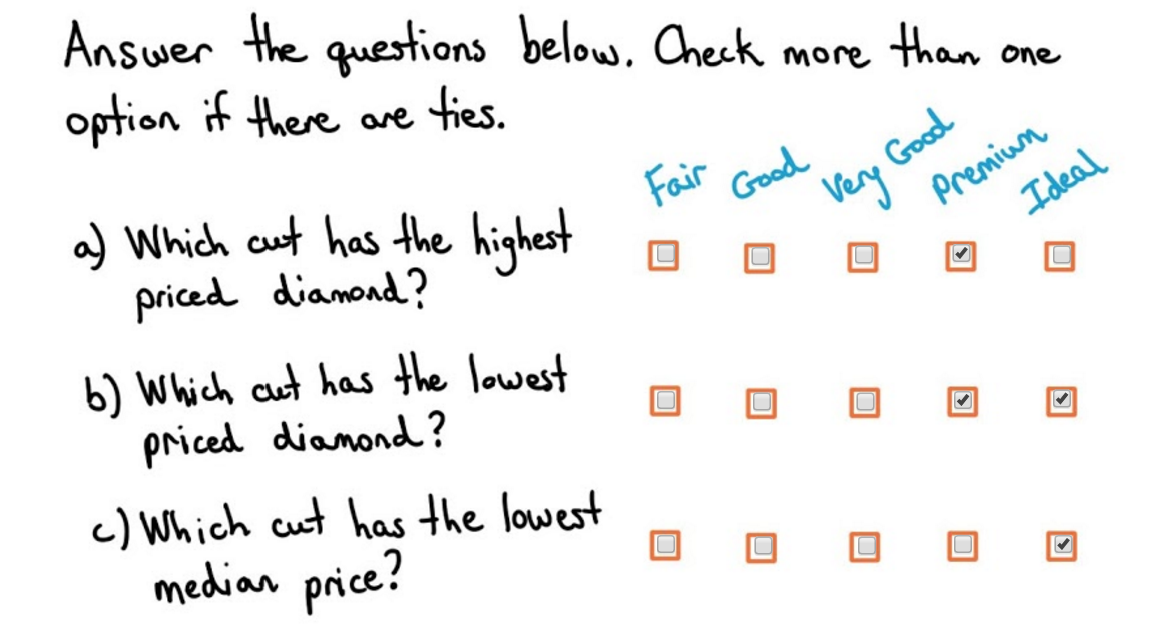 Answer the questions below. Check more than one
option if there are ties.
Fair Good Very Good Premium Ideal
a) Which cut has the highest
priced diamond?
b) Which cut has the lowest
priced diamond?
c) Which cut has the lowest
median price?